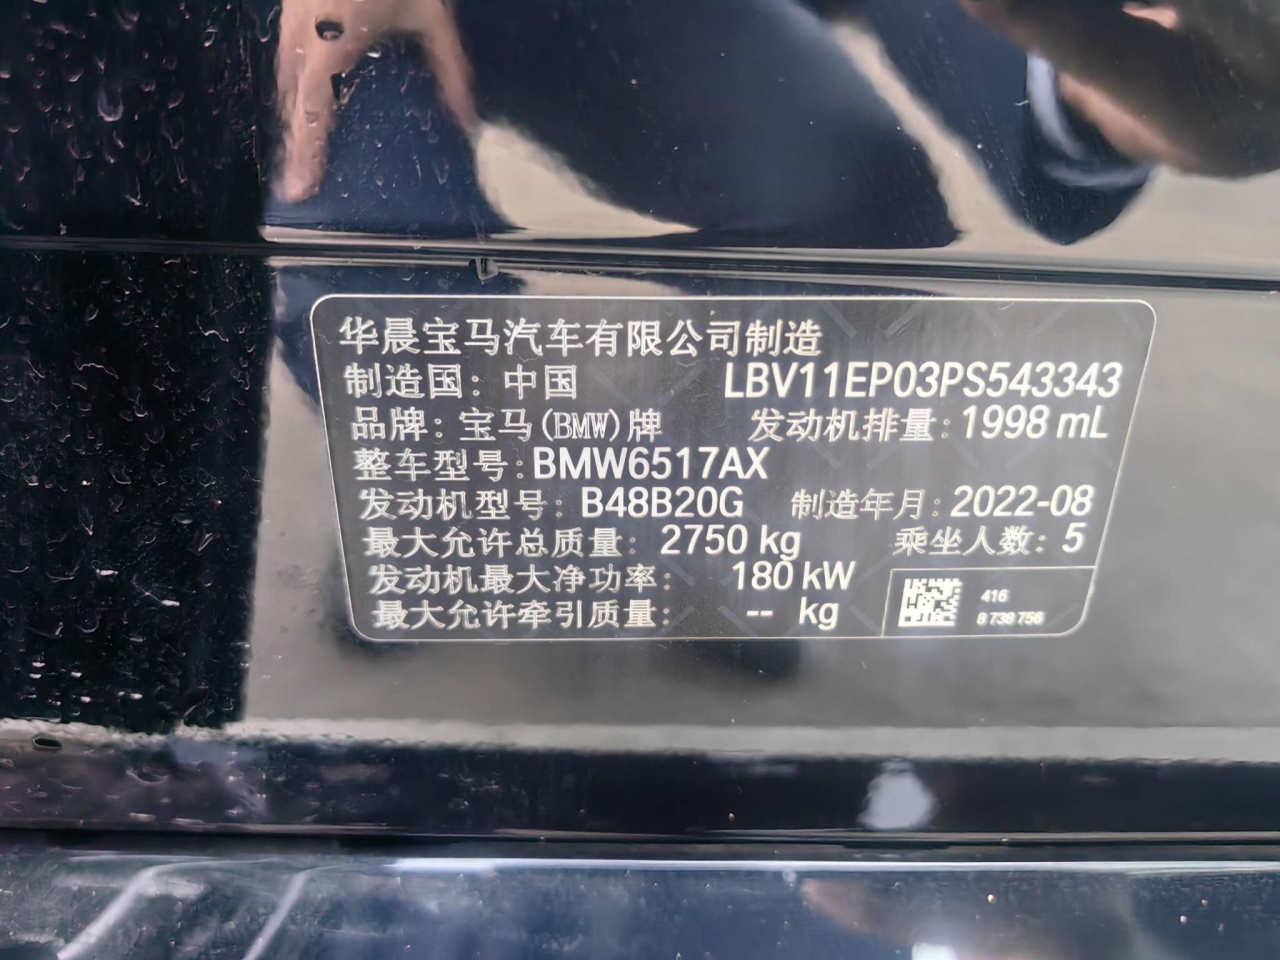 华晨宝马汽车有限公司制造
制造国：中国 LBV11EP03PS543343
品牌：宝马(BMW)牌 发动机排量：1998 mL
整车型号：BMW6517AX
发动机型号：B48B20G 制造年月：2022-08
最大允许总质量：2750 kg 乘坐人数：5
发动机最大净功率：180 kW
最大允许牵引质量：-- kg
416
8 738 756